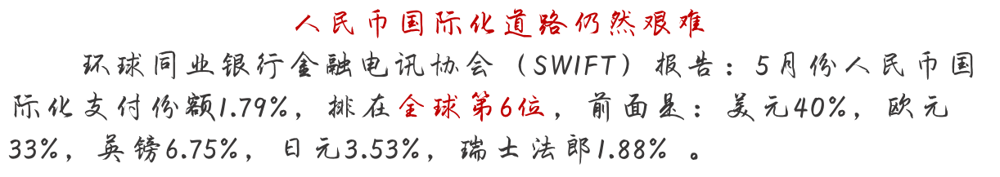 人民币国际化道路仍然艰难
环球同业银行金融电讯协会（SWIFT）报告：5月份人民币国
际化支付份额1.79%，排在全球第6位，前面是：美元40%，欧元
33%，英镑6.75%，日元3.53%，瑞士法郎1.88% 。